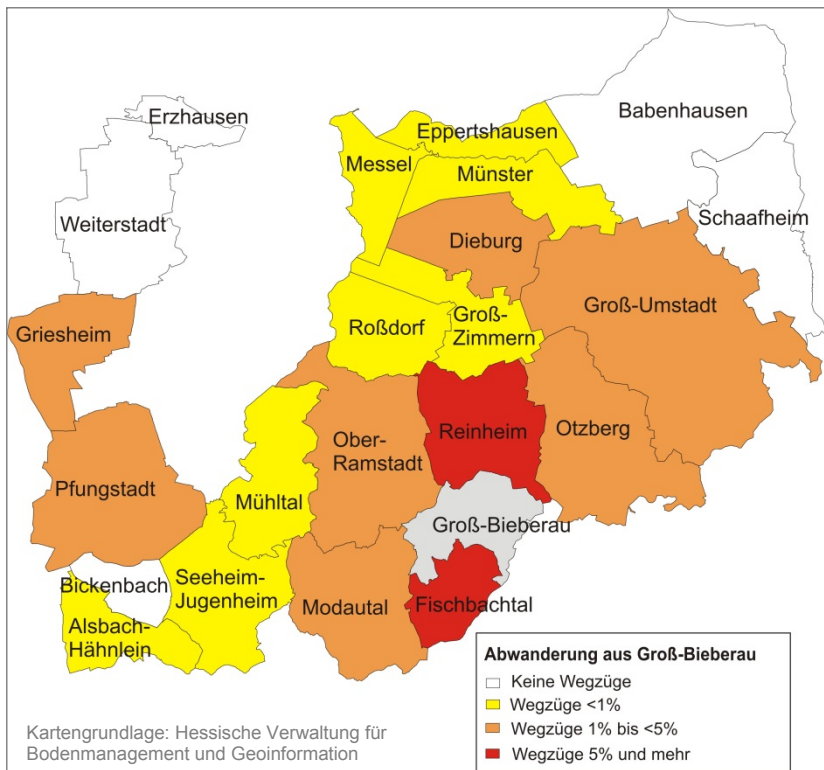 Erzhausen
Babenhausen
Eppertshausen
Messel
Münster
Weiterstadt
Schaafheim
Dieburg
Groß-Umstadt
Griesheim
Roßdorf
Groß-
Zimmern
Reinheim
Otzberg
Ober-
Ramstadt
Pfungstadt
Mühltal
Groß-Bieberau
Bickenbach
Seeheim-
Jugenheim
Modautal
Fischbachtal
Alsbach-
Hähnlein
Abwanderung aus Groß-Bieberau
Keine Wegzüge
Wegzüge <1%
Wegzüge 1% bis <5%
Wegzüge 5% und mehr
Kartengrundlage: Hessische Verwaltung für
Bodenmanagement und Geoinformation